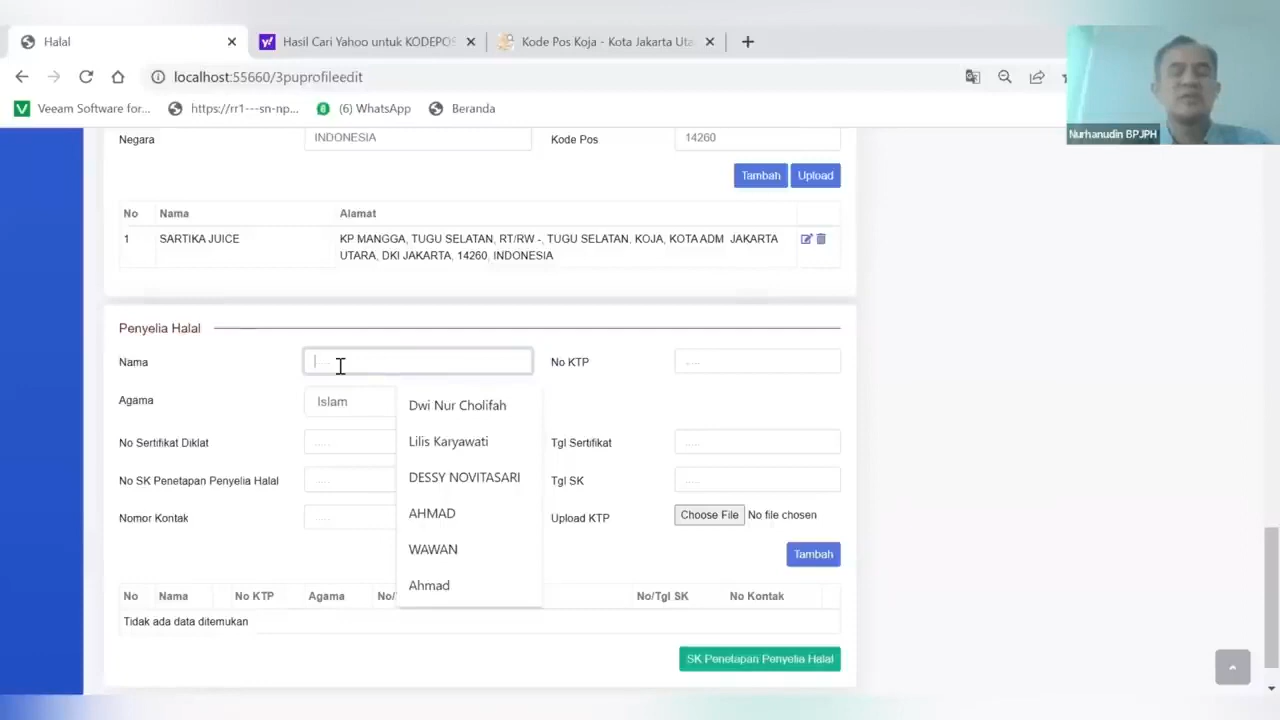 Halal
Hasil Cari Yahoo untuk KODEPOS
Kode Pos Koja - Kota Jakarta Uta
localhost:55660/3puprofileedit
Veeam Software for...
https://rr1---sn-np...
(6) WhatsApp
Beranda
Nurhanudin BPJPH
Negara
INDONESIA
Kode Pos
14260
Tambah
Upload
No Nama Alamat
1 SARTIKA JUICE KP MANGGA, TUGU SELATAN, RT/RW -, TUGU SELATAN, KOJA, KOTA ADM JAKARTA
UTARA, DKI JAKARTA, 14260, INDONESIA
Penyelia Halal
Nama
No KTP
Agama
Islam
Dwi Nur Cholifah
Lilis Karyawati
DESSY NOVITASARI
AHMAD
WAWAN
Ahmad
No Sertifikat Diklat
Tgl Sertifikat
No SK Penetapan Penyelia Halal
Tgl SK
Nomor Kontak
Upload KTP
Choose File No file chosen
Tambah
No Nama No KTP Agama No/ No/Tgl SK No Kontak
Tidak ada data ditemukan
SK Penetapan Penyelia Halal